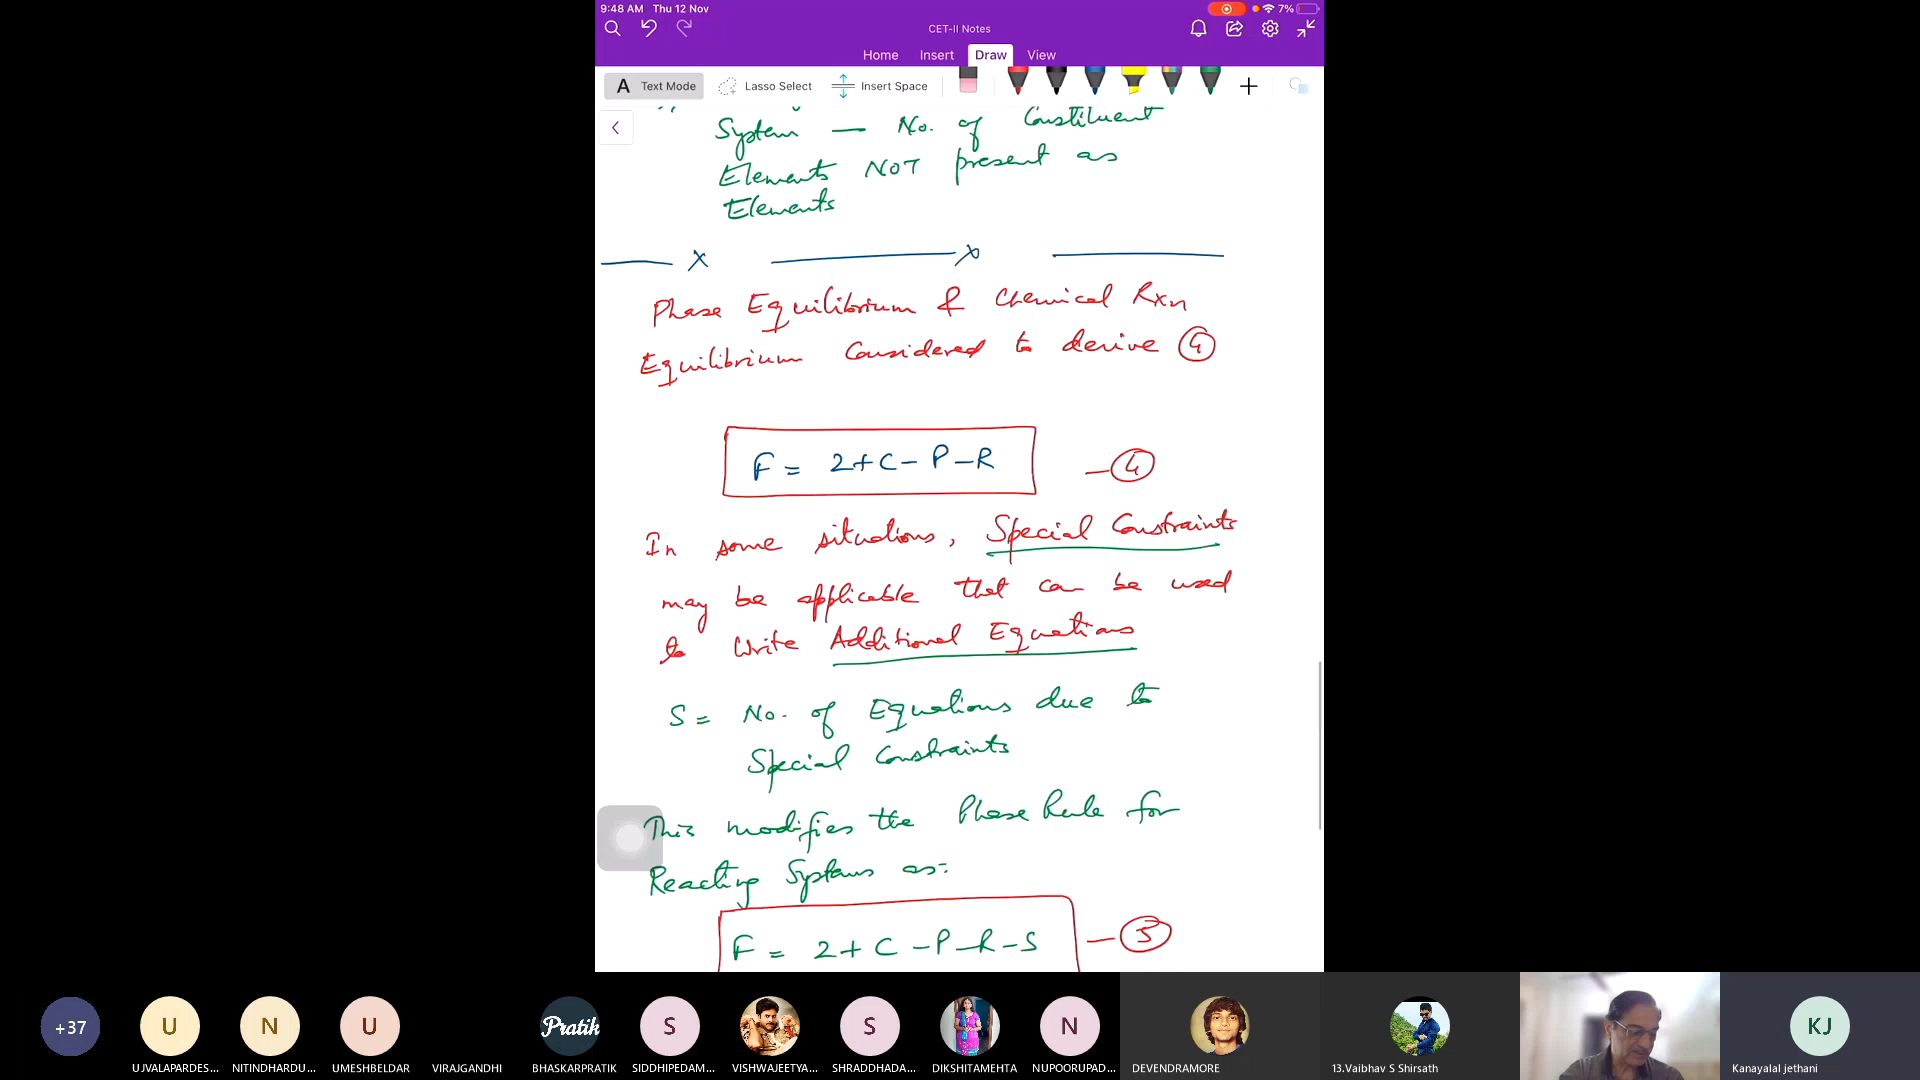 9:48 AM Thu 12 Nov
7%
CET-II Notes
Home Insert Draw View
A Text Mode Lasso Select Insert Space
System — No. of Constituent
Elements NOT present as
Elements
x x
Phase Equilibrium & Chemical Rxn
Equilibrium Considered to derive ④
F = 2+C-P-R -④
In some situations, Special Constraints
may be applicable that can be used
to Write Additional Equations
S = No. of Equations due to
Special Constraints
This modifies the Phase Rule for
Reacting Systems as:
F = 2+C-P-R-S -⑤
+37 U N U Pratik S S N KJ
UJVALAPARDES... NITINDHARDU... UMESHBELDAR VIRAJGANDHI BHASKARPRATIK SIDDHIPEDAM... VISHWAJEETYA... SHRADDHADA... DIKSHITAMEHTA NUPOORUPAD... DEVENDRAMORE 13.Vaibhav S Shirsath Kanayalal jethani